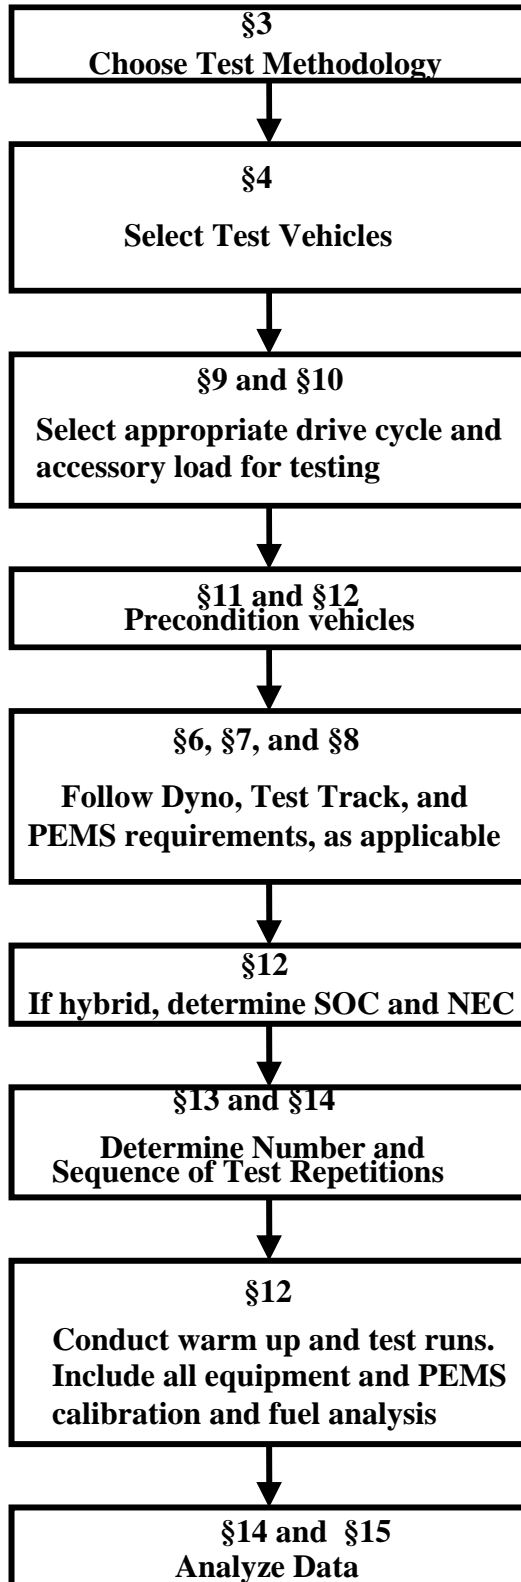 §3
Choose Test Methodology
§4
Select Test Vehicles
§9 and §10
Select appropriate drive cycle and
accessory load for testing
§11 and §12
Precondition vehicles
§6, §7, and §8
Follow Dyno, Test Track, and
PEMS requirements, as applicable
§12
If hybrid, determine SOC and NEC
§13 and §14
Determine Number and
Sequence of Test Repetitions
§12
Conduct warm up and test runs.
Include all equipment and PEMS
calibration and fuel analysis
§14 and §15
Analyze Data